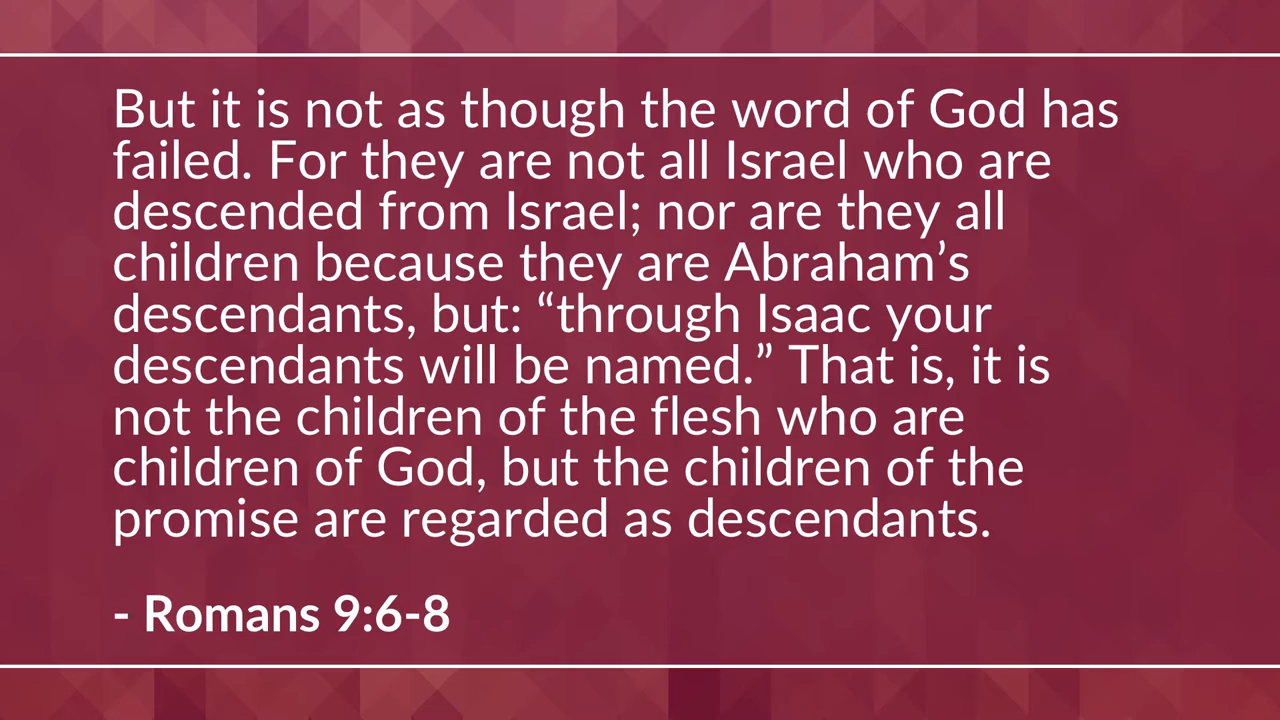 But it is not as though the word of God has
failed. For they are not all Israel who are
descended from Israel; nor are they all
children because they are Abraham’s
descendants, but: “through Isaac your
descendants will be named.” That is, it is
not the children of the flesh who are
children of God, but the children of the
promise are regarded as descendants.
- Romans 9:6-8